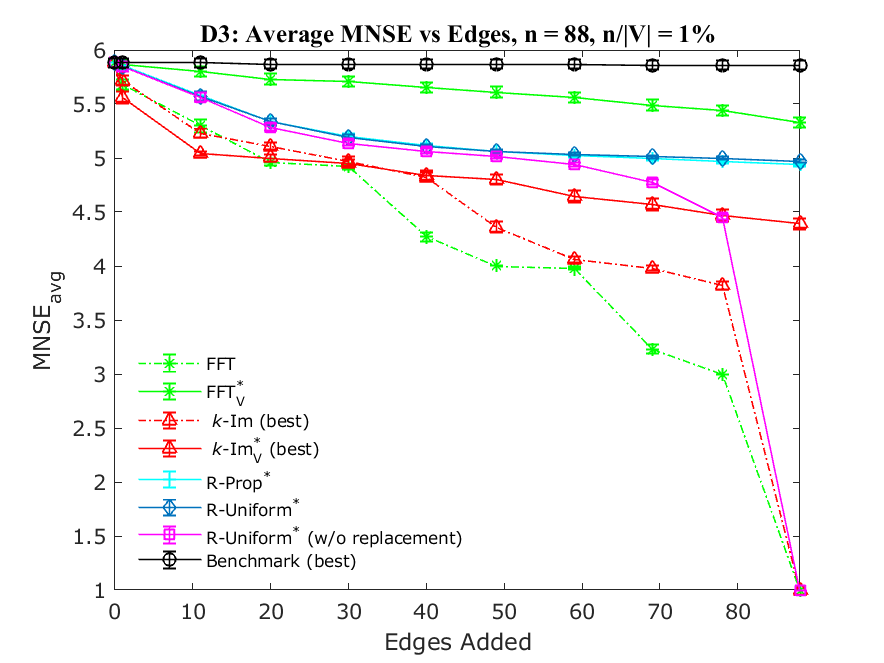 D3: Average MNSE vs Edges, n = 88, n/|V| = 1%
6
5.5
5
4.5
4
3.5
3
2.5
2
1.5
1
MNSE_avg
FFT
FFT*_V
k-Im (best)
k-Im*_V (best)
R-Prop*
R-Uniform*
R-Uniform* (w/o replacement)
Benchmark (best)
0 10 20 30 40 50 60 70 80
Edges Added